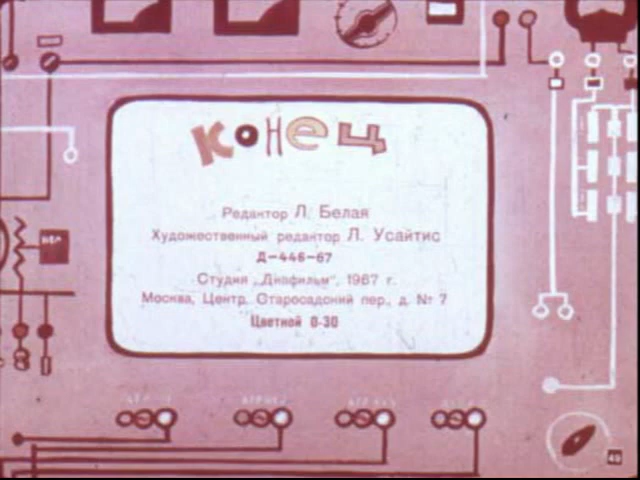 конец
Редактор Л. Белая
Художественный редактор Л. Усайтис
Д-446-67
Студия „Диафильм", 1967 г.
Москва, Центр, Старосадский пер., д. № 7
Цветной 0-30
49